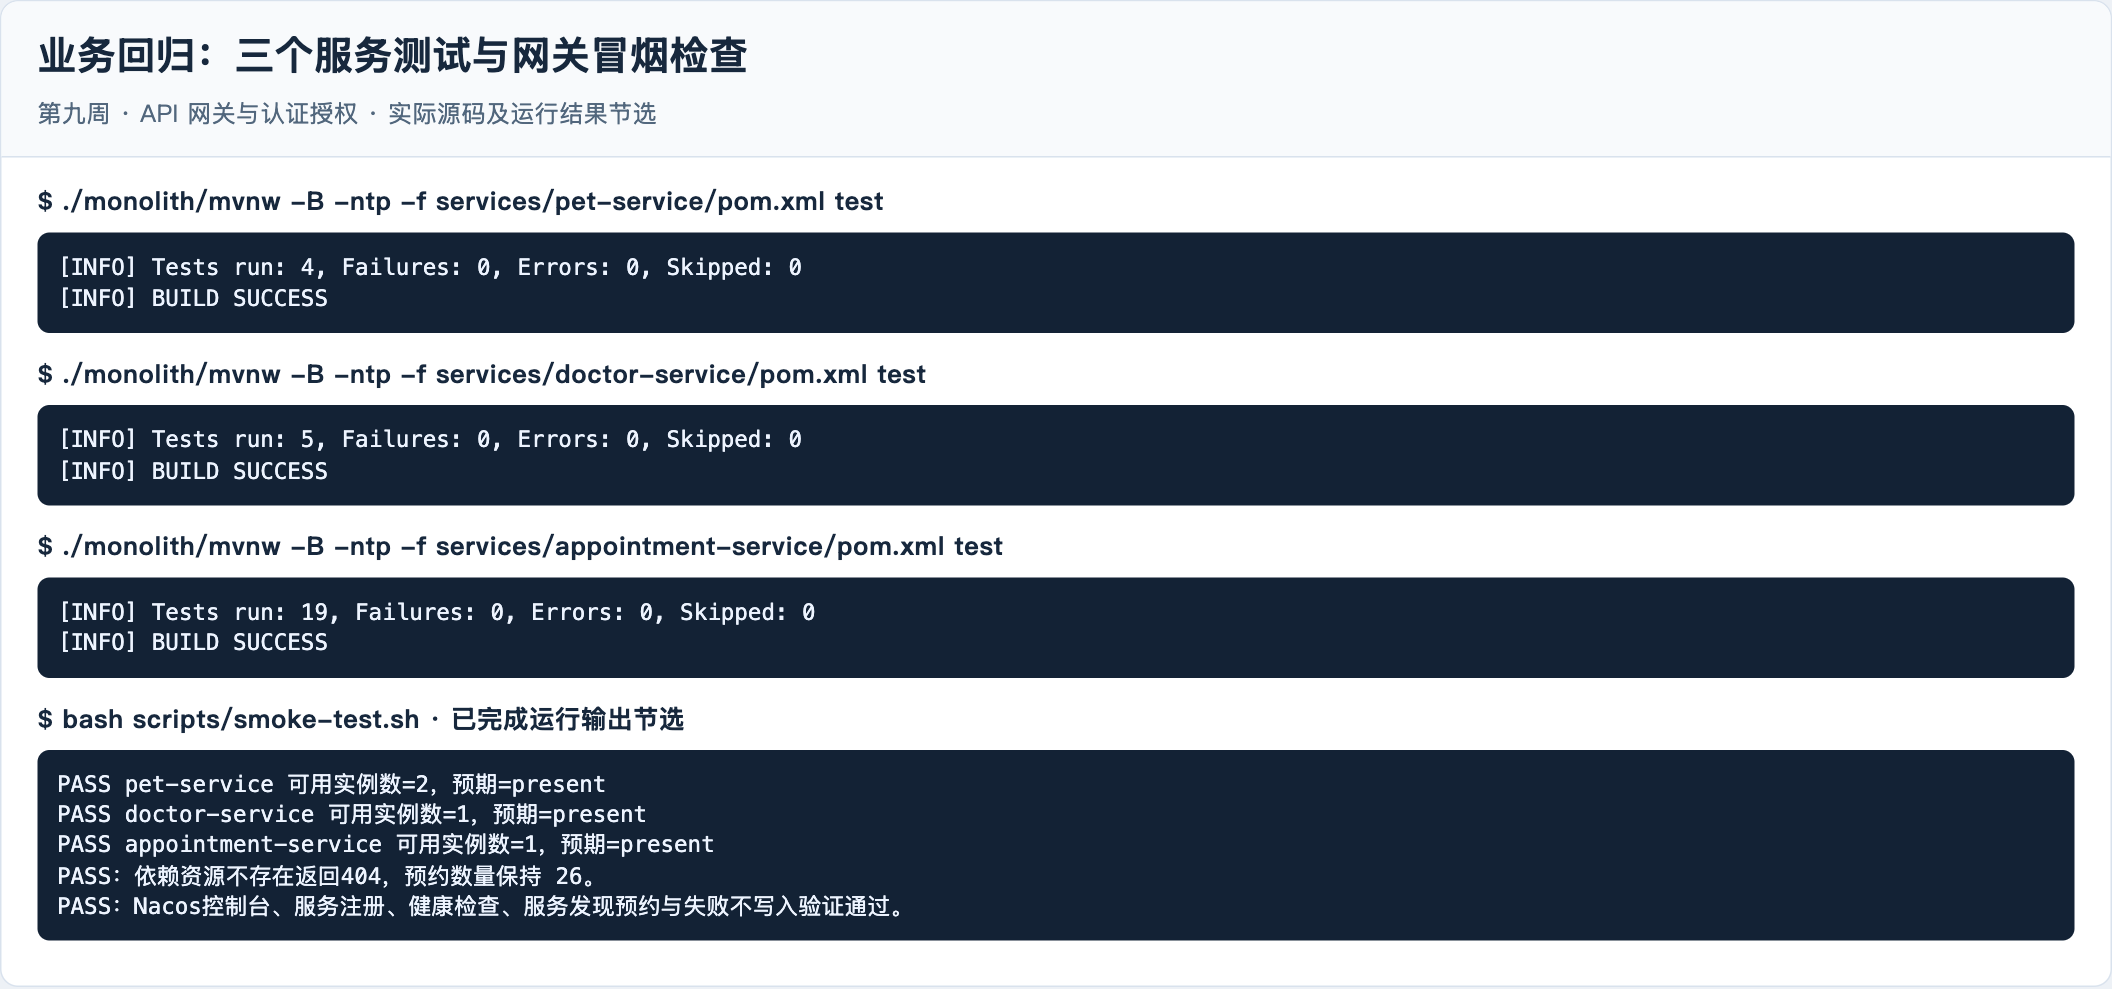 业务回归：三个服务测试与网关冒烟检查
第九周 · API 网关与认证授权 · 实际源码及运行结果节选
$ ./monolith/mvnw -B -ntp -f services/pet-service/pom.xml test
[INFO] Tests run: 4, Failures: 0, Errors: 0, Skipped: 0
[INFO] BUILD SUCCESS
$ ./monolith/mvnw -B -ntp -f services/doctor-service/pom.xml test
[INFO] Tests run: 5, Failures: 0, Errors: 0, Skipped: 0
[INFO] BUILD SUCCESS
$ ./monolith/mvnw -B -ntp -f services/appointment-service/pom.xml test
[INFO] Tests run: 19, Failures: 0, Errors: 0, Skipped: 0
[INFO] BUILD SUCCESS
$ bash scripts/smoke-test.sh · 已完成运行输出节选
PASS pet-service 可用实例数=2，预期=present
PASS doctor-service 可用实例数=1，预期=present
PASS appointment-service 可用实例数=1，预期=present
PASS：依赖资源不存在返回404，预约数量保持 26。
PASS：Nacos控制台、服务注册、健康检查、服务发现预约与失败不写入验证通过。